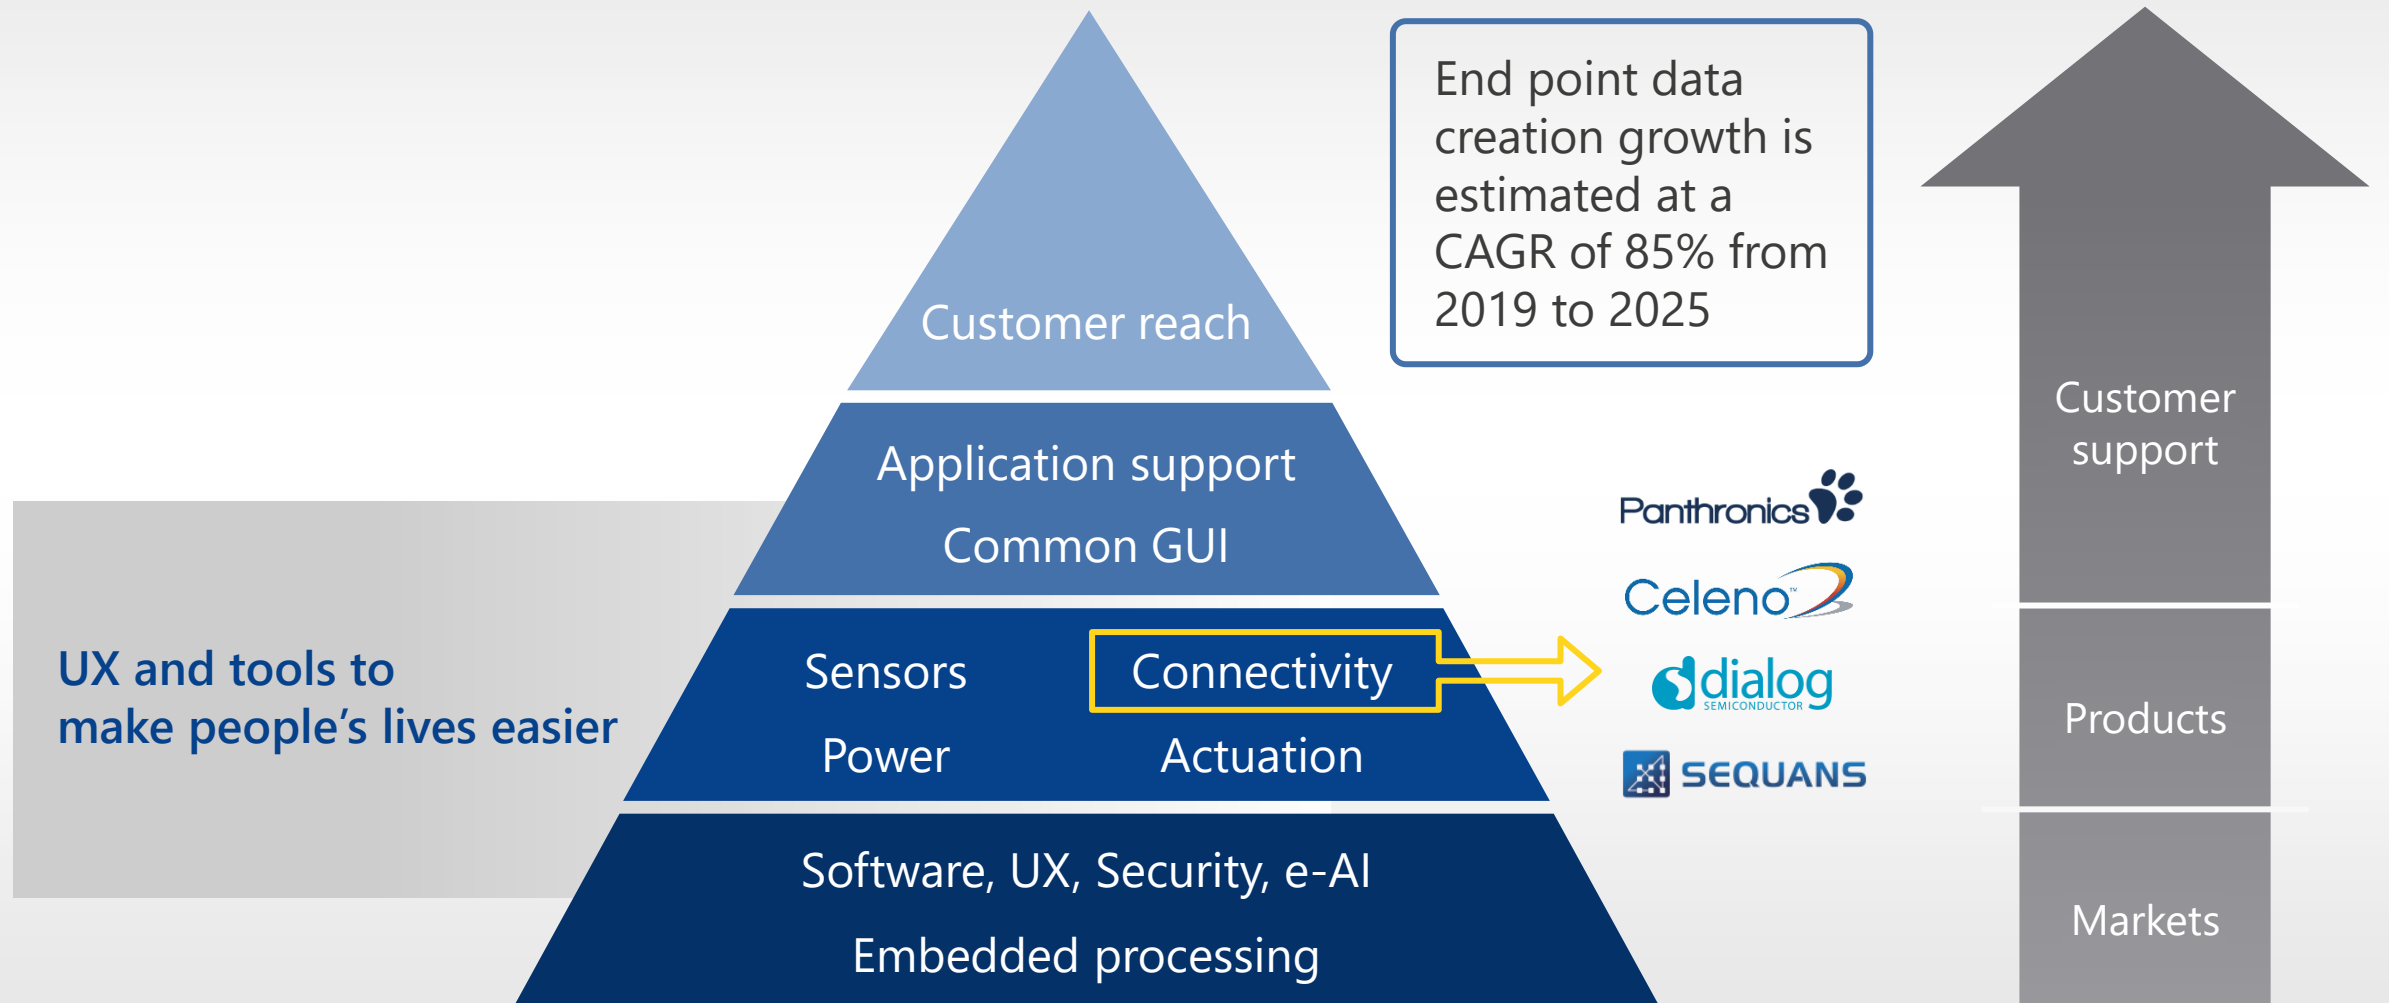 End point data
creation growth is
estimated at a
CAGR of 85% from
2019 to 2025
Customer reach
Application support
Common GUI
Sensors
Connectivity
Power
Actuation
Software, UX, Security, e-AI
Embedded processing
UX and tools to
make people’s lives easier
Panthronics
Celeno™
dialog
SEMICONDUCTOR
SEQUANS
Customer
support
Products
Markets